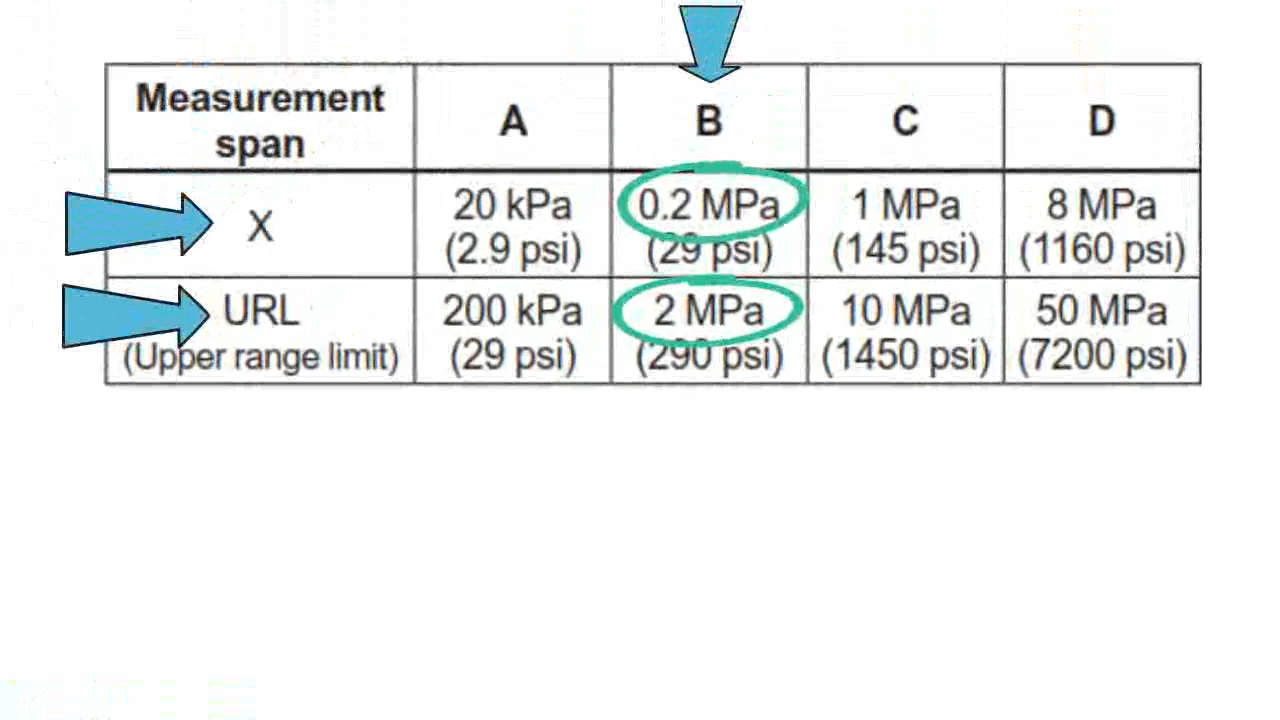 Measurement span A B C D
X 20 kPa 0.2 MPa 1 MPa 8 MPa
(2.9 psi) (29 psi) (145 psi) (1160 psi)
URL 200 kPa 2 MPa 10 MPa 50 MPa
(Upper range limit) (29 psi) (290 psi) (1450 psi) (7200 psi)